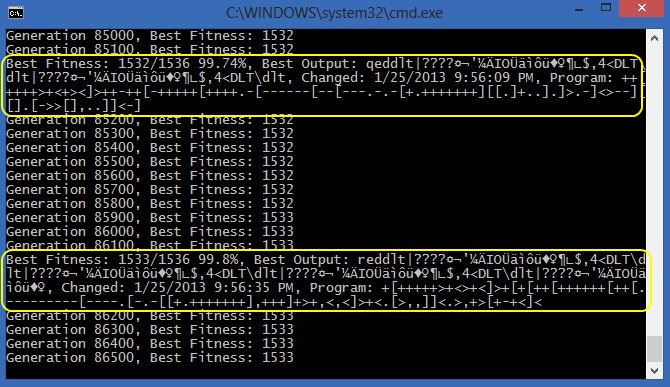 C:\WINDOWS\system32\cmd.exe
Generation 85000, Best Fitness: 1532
Generation 85100, Best Fitness: 1532
Best Fitness: 1532/1536 99.74%, Best Output: qeddlt|????¤¬'¼ÄIOÜäìôü♦♀¶∟$,4<DLT\
dlt|????¤¬'¼ÄIOÜäìôü♦♀¶∟$,4<DLT\dlt, Changed: 1/25/2013 9:56:09 PM, Program: ++
++++>+<+><]>++-++[-+++++[++++.-[------[--[---.-.-[+.+++++++][[.]+..].]>.-]<>--][
[].[->>[],..]]<-]
Generation 85200, Best Fitness: 1532
Generation 85300, Best Fitness: 1532
Generation 85400, Best Fitness: 1532
Generation 85500, Best Fitness: 1532
Generation 85600, Best Fitness: 1532
Generation 85700, Best Fitness: 1532
Generation 85800, Best Fitness: 1532
Generation 85900, Best Fitness: 1533
Generation 86000, Best Fitness: 1533
Generation 86100, Best Fitness: 1533
Best Fitness: 1533/1536 99.8%, Best Output: reddlt|????¤¬'¼ÄIOÜäìôü♦♀¶∟$,4<DLT\d
lt|????¤¬'¼ÄIOÜäìôü♦♀¶∟$,4<DLT\dlt|????¤¬'¼ÄIOÜäìôü♦♀¶∟$,4<DLT\dlt|????¤¬'¼ÄIOÜä
ìôü♦♀, Changed: 1/25/2013 9:56:35 PM, Program: +[+++++>+<+><]>+[+[++[++++++[++[.
----------[----.[-.-[[+.+++++++],+++]+>+,<,<]>+<.[>,,]]<.>,+>[+-+<]<
Generation 86200, Best Fitness: 1533
Generation 86300, Best Fitness: 1533
Generation 86400, Best Fitness: 1533
Generation 86500, Best Fitness: 1533